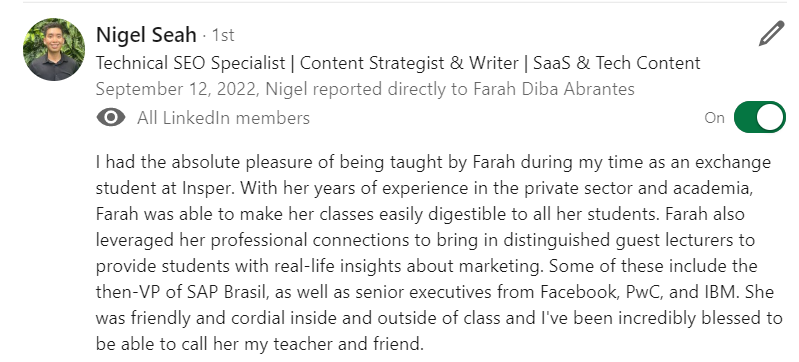 Nigel Seah · 1st
Technical SEO Specialist | Content Strategist & Writer | SaaS & Tech Content
September 12, 2022, Nigel reported directly to Farah Diba Abrantes
All LinkedIn members
On
I had the absolute pleasure of being taught by Farah during my time as an exchange
student at Insper. With her years of experience in the private sector and academia,
Farah was able to make her classes easily digestible to all her students. Farah also
leveraged her professional connections to bring in distinguished guest lecturers to
provide students with real-life insights about marketing. Some of these include the
then-VP of SAP Brasil, as well as senior executives from Facebook, PwC, and IBM. She
was friendly and cordial inside and outside of class and I've been incredibly blessed to
be able to call her my teacher and friend.